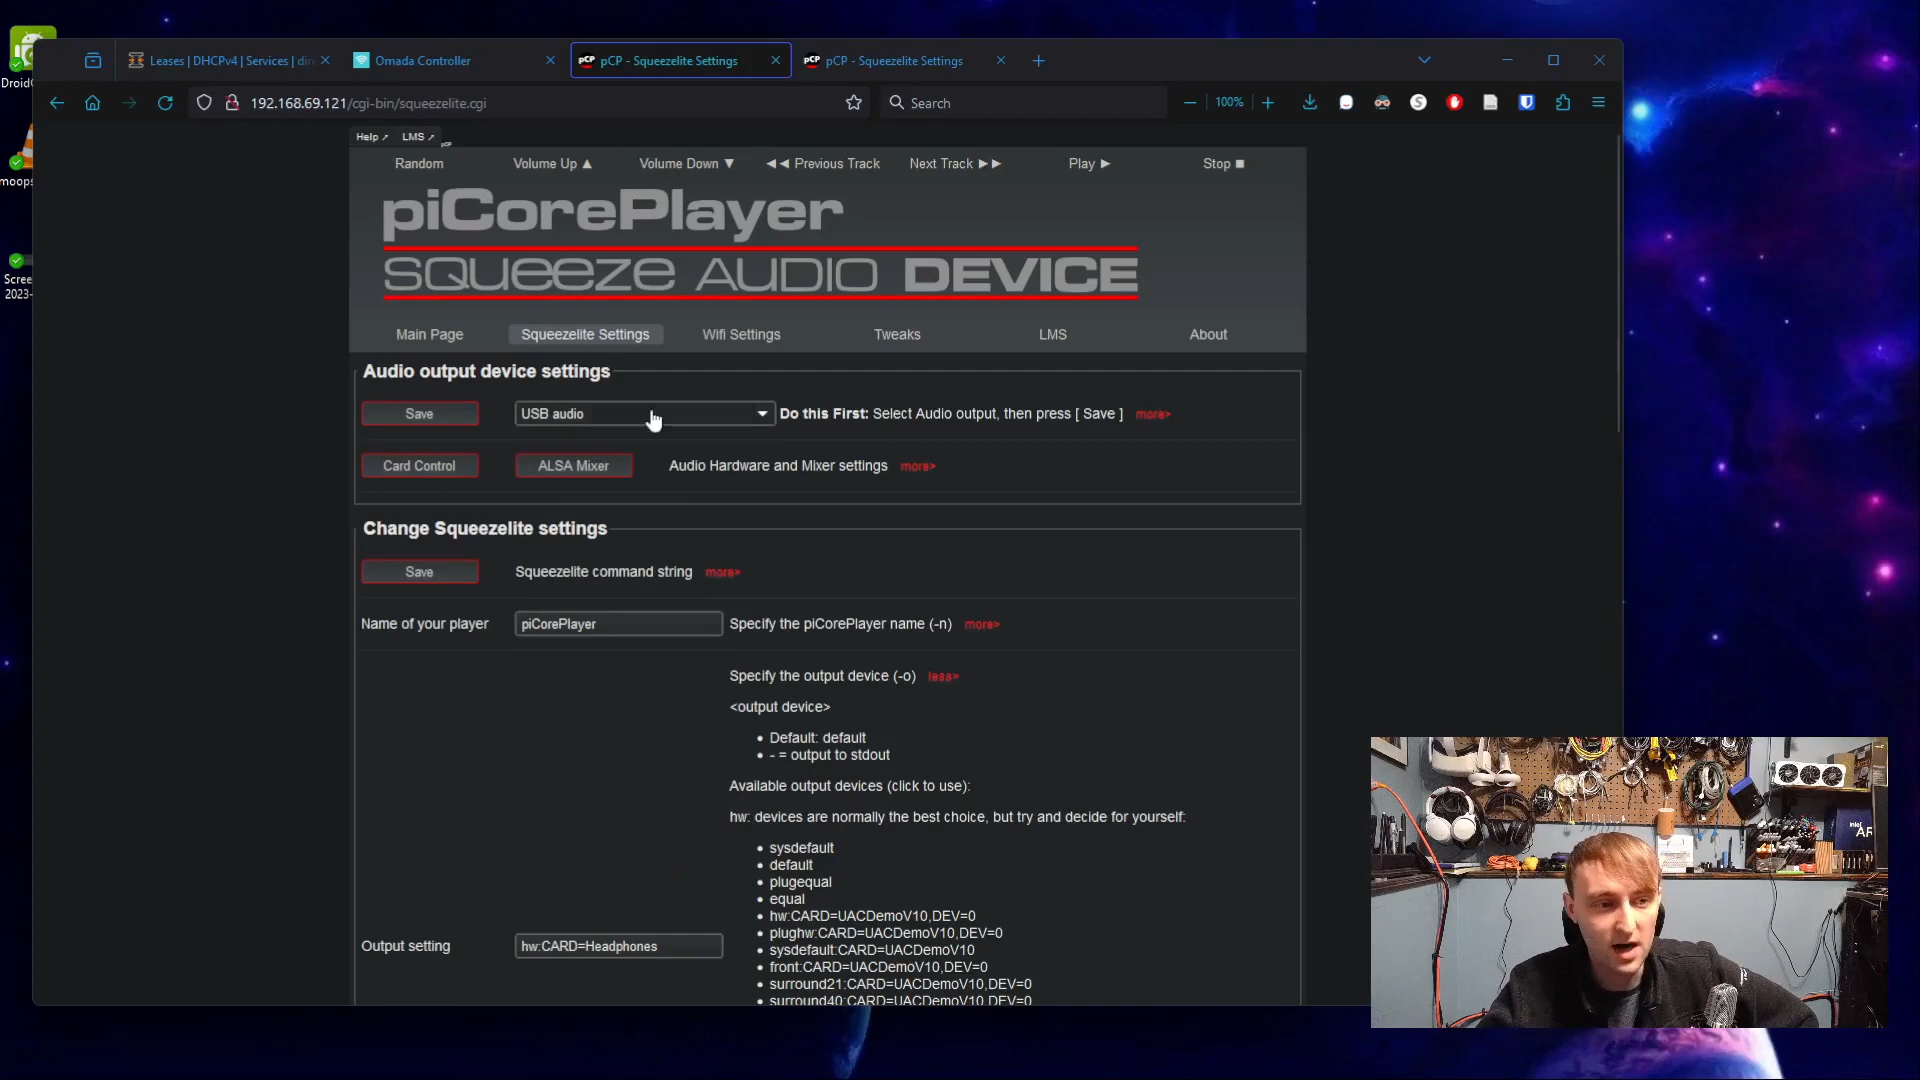 Droid
moops
Scree
2023-
Leases | DHCPv4 | Services | din
Omada Controller
pCP
pCP - Squeezelite Settings
pCP
pCP - Squeezelite Settings
192.168.69.121/cgi-bin/squeezelite.cgi
Search
100%
Help
LMS
Random
Volume Up ▲
Volume Down ▼
◄◄ Previous Track
Next Track ►►
Play ►
Stop ■
piCorePlayer
SQUEEZE AUDIO DEVICE
Main Page
Squeezelite Settings
Wifi Settings
Tweaks
LMS
About
Audio output device settings
Save
USB audio
Do this First: Select Audio output, then press [ Save ] more>
Card Control
ALSA Mixer
Audio Hardware and Mixer settings more>
Change Squeezelite settings
Save
Squeezelite command string more>
Name of your player
piCorePlayer
Specify the piCorePlayer name (-n) more>
Specify the output device (-o) less>
<output device>
• Default: default
• - = output to stdout
Available output devices (click to use):
hw: devices are normally the best choice, but try and decide for yourself:
• sysdefault
• default
• plugequal
• equal
• hw:CARD=UACDemoV10,DEV=0
• plughw:CARD=UACDemoV10,DEV=0
Output setting
hw:CARD=Headphones
• sysdefault:CARD=UACDemoV10
• front:CARD=UACDemoV10,DEV=0
• surround21:CARD=UACDemoV10,DEV=0
• surround40:CARD=UACDemoV10,DEV=0
intel
AR